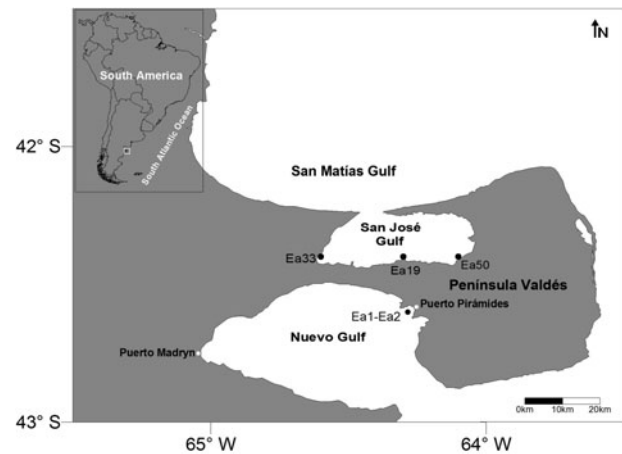 N
South America
South Atlantic Ocean
42° S
San Matías Gulf
San José
Gulf
Ea33
Ea19
Ea50
Península Valdés
Puerto Pirámides
Ea1-Ea2
Nuevo Gulf
Puerto Madryn
43° S
0km 10km 20km
65° W
64° W